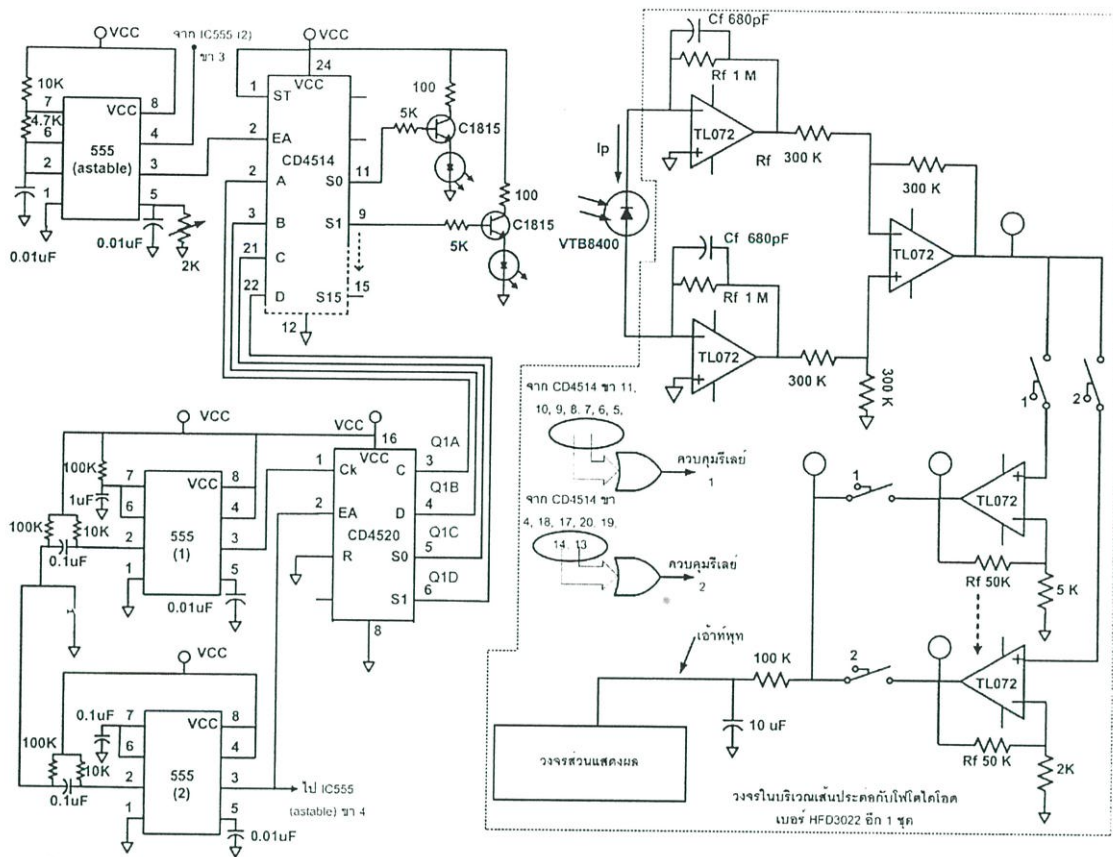 VCC
จาก IC555 (2)
ขา 3
10K
7
VCC
8
4.7K
6
4
555
(astable)
2
3
1
5
0.01uF
0.01uF
2K
VCC
24
VCC
1
ST
2
EA
CD4514
2
A
S0
11
3
B
S1
9
21
C
22
D
S15
15
12
100
5K
C1815
100
5K
C1815
Cf 680pF
Rf 1 M
TL072
Rf
300 K
300 K
Ip
VTB8400
Cf 680pF
Rf 1 M
TL072
300 K
300 K
TL072
1
2
VCC
100K
7
VCC
8
1uF
6
4
100K
10K
555
(1)
2
3
0.1uF
1
5
0.01uF
VCC
16
VCC
1
Ck
C
3
Q1A
2
EA
D
4
Q1B
CD4520
R
S0
5
Q1C
S1
6
Q1D
8
VCC
0.1uF
7
VCC
8
6
4
100K
10K
555
(2)
2
3
0.1uF
1
5
0.01uF
ไป IC555
(astable) ขา 4
จาก CD4514 ขา 11,
10, 9, 8, 7, 6, 5,
ควบคุมรีเลย์
1
จาก CD4514 ขา
4, 18, 17, 20, 19,
14, 13
ควบคุมรีเลย์
2
1
TL072
Rf 50K
5 K
เอ้าท์พุท
100 K
2
TL072
10 uF
Rf 50 K
2K
วงจรส่วนแสดงผล
วงจรในบริเวณเส้นประต่อกับโฟโตไดโอด
เบอร์ HFD3022 อีก 1 ชุด